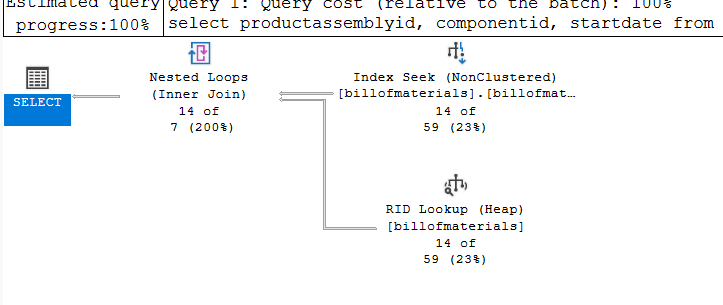 Estimated query
progress:100%
Query 1: Query cost (relative to the batch): 100%
select productassemblyid, componentid, startdate from
SELECT
Nested Loops
(Inner Join)
14 of
7 (200%)
Index Seek (NonClustered)
[billofmaterials].[billofmat…
14 of
59 (23%)
RID Lookup (Heap)
[billofmaterials]
14 of
59 (23%)